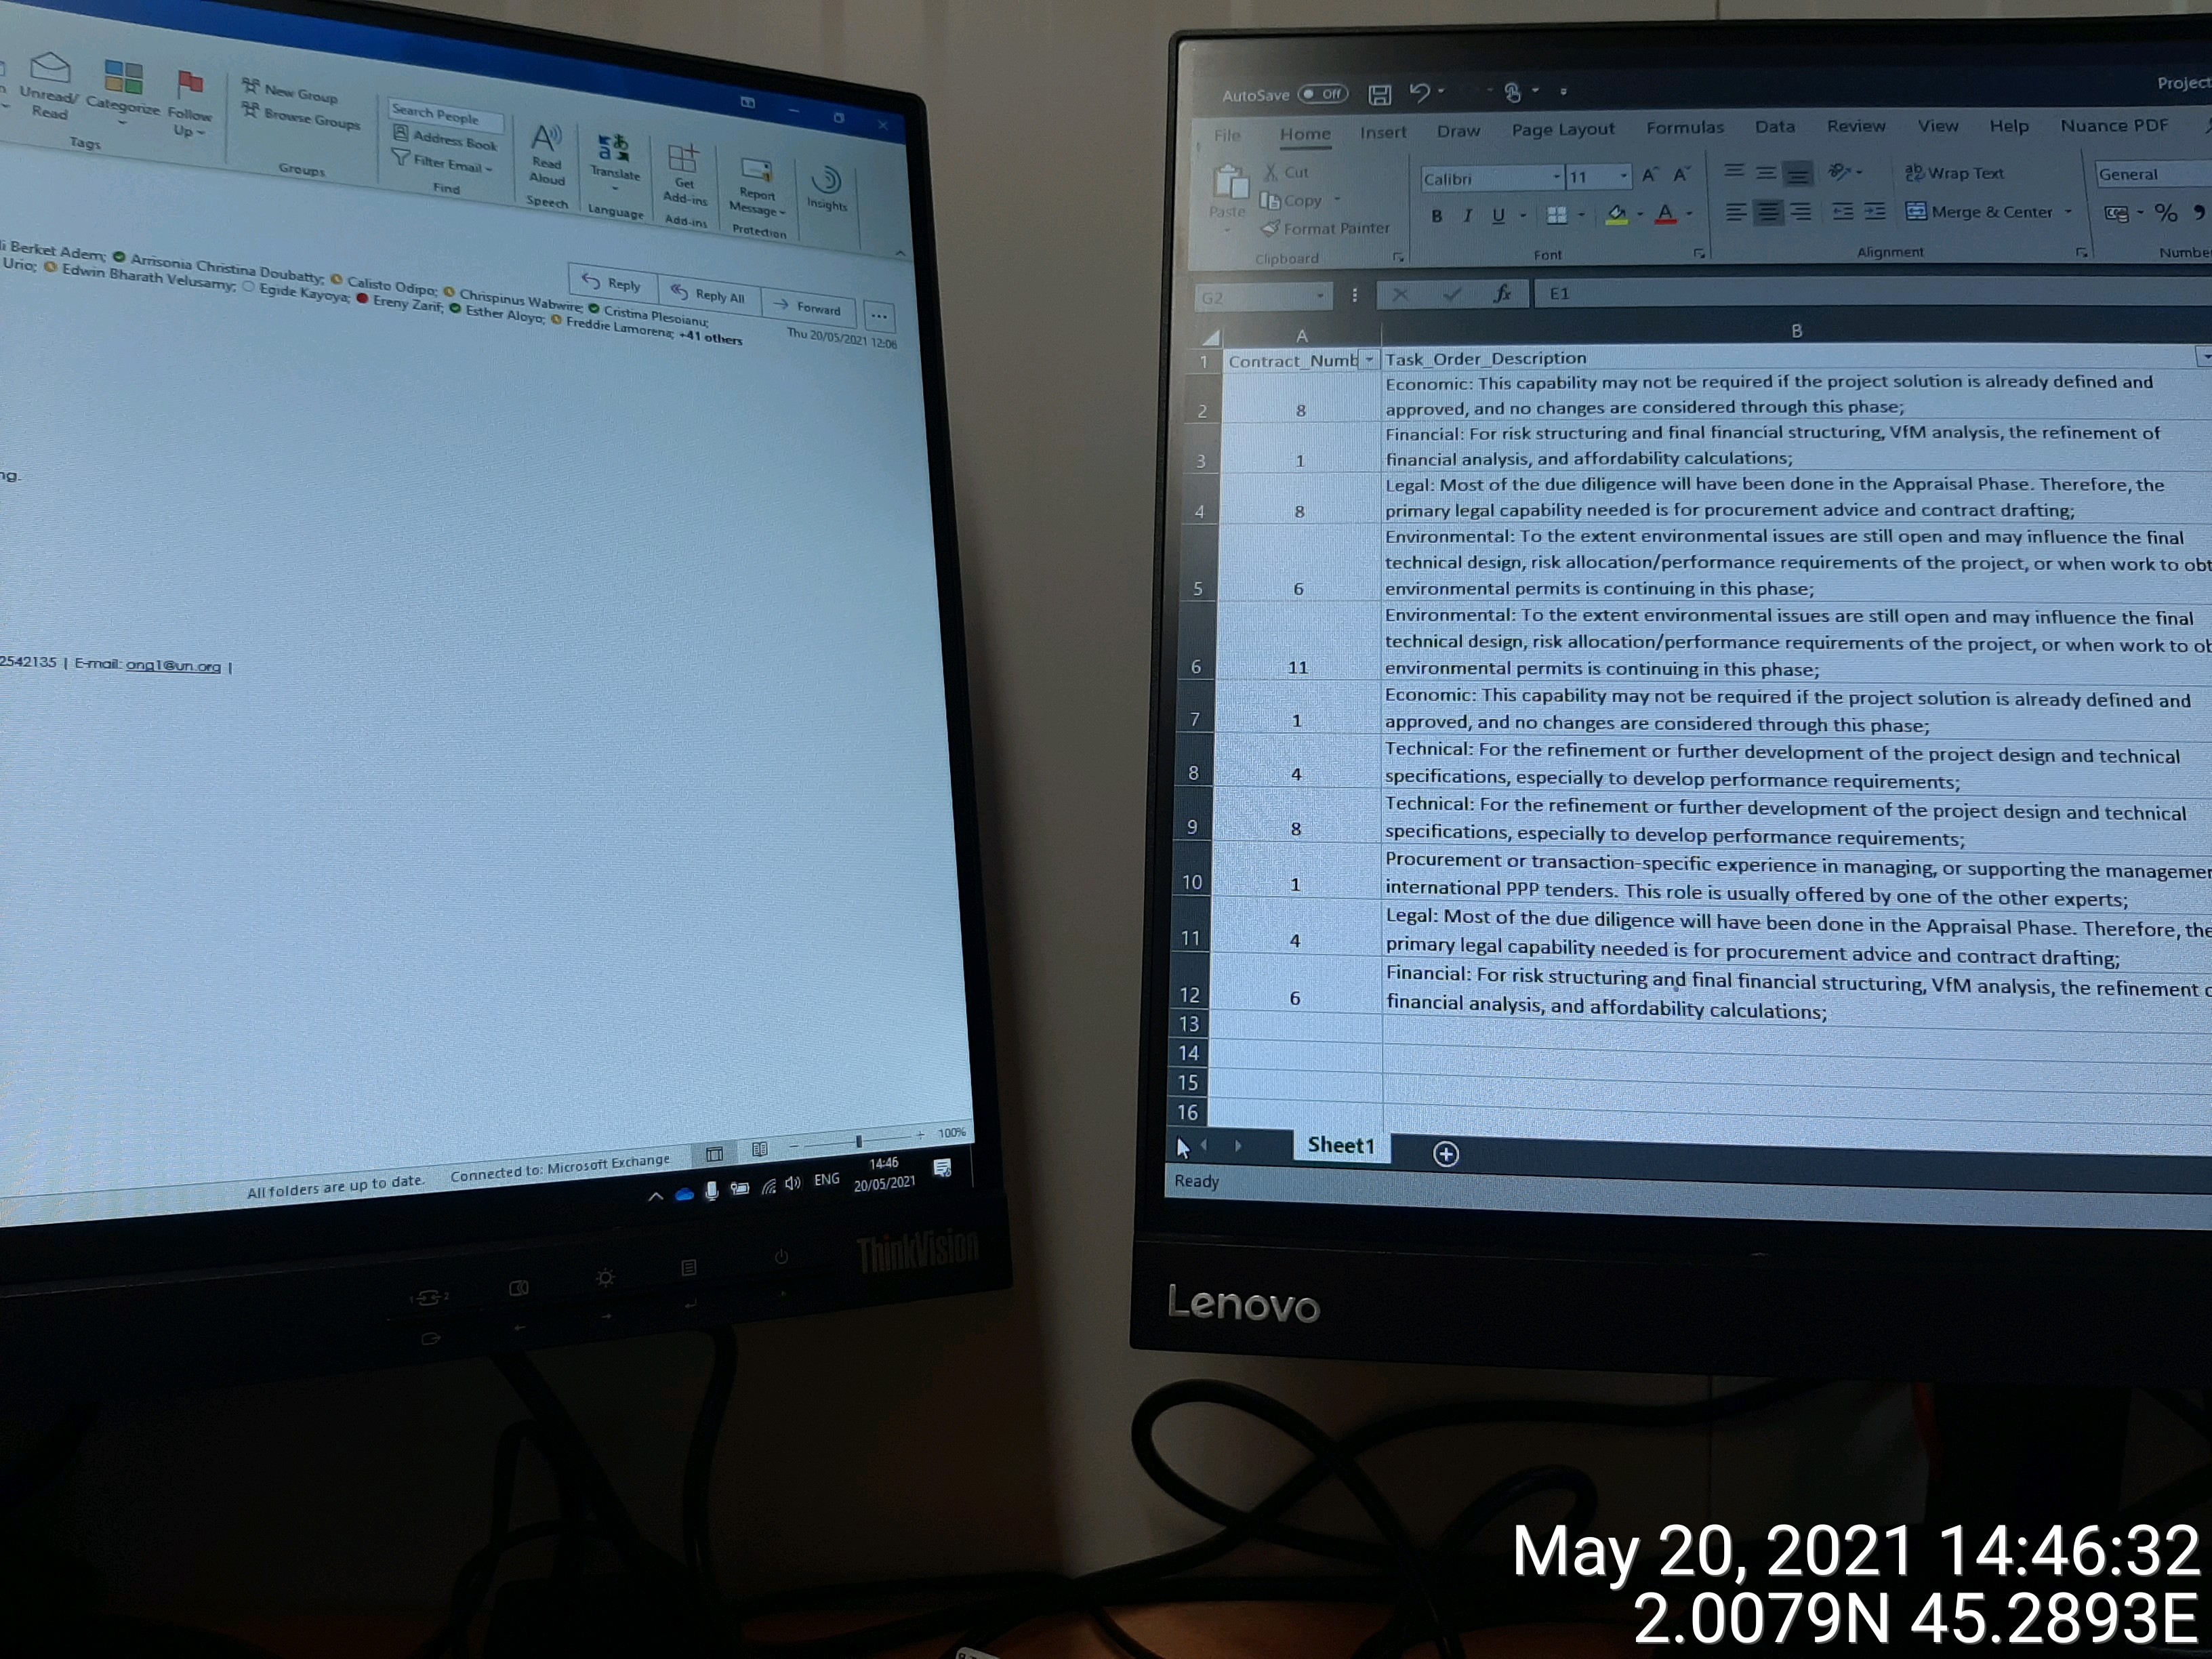 Unread/
Read
Categorize
Follow
Up
Tags
New Group
Browse Groups
Groups
Search People
Address Book
Filter Email
Find
Read
Aloud
Speech
Translate
Language
Get
Add-ins
Add-ins
Report
Message
Protection
Insights
Reply
Reply All
Forward
...
i Berket Adem; Arrisonia Christina Doubatty; Calisto Odipo; Chrispinus Wabwire; Cristina Plesoianu;
Urio; Edwin Bharath Velusamy; Egide Kayoya; Ereny Zarif; Esther Aloyo; Freddie Lamorena; +41 others
Thu 20/05/2021 12:06
ng.
2542135 | E-mail: ong1@un.org |
All folders are up to date.
Connected to: Microsoft Exchange
100%
ENG
14:46
20/05/2021
ThinkVision
AutoSave Off
Project
File Home Insert Draw Page Layout Formulas Data Review View Help Nuance PDF
Paste
Cut
Copy
Format Painter
Clipboard
Calibri 11
B I U
Font
Wrap Text
Merge & Center
Alignment
General
%
Number
G2
fx E1
A B
1 Contract_Numb Task_Order_Description
Economic: This capability may not be required if the project solution is already defined and
2 8 approved, and no changes are considered through this phase;
Financial: For risk structuring and final financial structuring, VfM analysis, the refinement of
3 1 financial analysis, and affordability calculations;
Legal: Most of the due diligence will have been done in the Appraisal Phase. Therefore, the
4 8 primary legal capability needed is for procurement advice and contract drafting;
Environmental: To the extent environmental issues are still open and may influence the final
technical design, risk allocation/performance requirements of the project, or when work to obt
5 6 environmental permits is continuing in this phase;
Environmental: To the extent environmental issues are still open and may influence the final
technical design, risk allocation/performance requirements of the project, or when work to ob
6 11 environmental permits is continuing in this phase;
Economic: This capability may not be required if the project solution is already defined and
7 1 approved, and no changes are considered through this phase;
Technical: For the refinement or further development of the project design and technical
8 4 specifications, especially to develop performance requirements;
Technical: For the refinement or further development of the project design and technical
9 8 specifications, especially to develop performance requirements;
Procurement or transaction-specific experience in managing, or supporting the managemen
10 1 international PPP tenders. This role is usually offered by one of the other experts;
Legal: Most of the due diligence will have been done in the Appraisal Phase. Therefore, the
11 4 primary legal capability needed is for procurement advice and contract drafting;
Financial: For risk structuring and final financial structuring, VfM analysis, the refinement o
12 6 financial analysis, and affordability calculations;
13
14
15
16
Sheet1
Ready
Lenovo
May 20, 2021 14:46:32
2.0079N 45.2893E